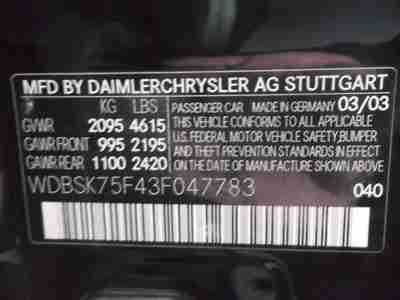 MFD BY DAIMLERCHRYSLER AG STUTTGART
KG LBS PASSENGER CAR MADE IN GERMANY 03/03
GVWR 2095 4615 THIS VEHICLE CONFORMS TO ALL APPLICABLE
GAWR FRONT 995 2195 U.S. FEDERAL MOTOR VEHICLE SAFETY, BUMPER
GAWR REAR 1100 2420 AND THEFT PREVENTION STANDARDS IN EFFECT
ON THE DATE OF MANUFACTURE SHOWN ABOVE
WDBSK75F43F047783 040